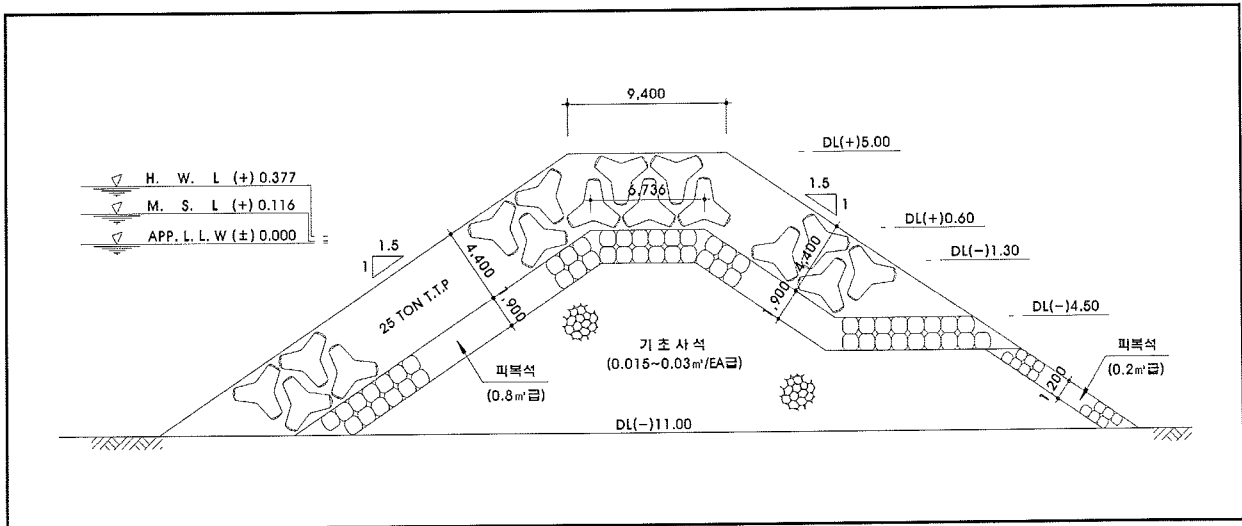 9,400
DL(+)5.00
H. W. L (+) 0.377
M. S. L (+) 0.116
APP. L. L. W (±) 0.000
6,736
1.5
1
DL(+)0.60
DL(-)1.30
1.5
1
4,400
4,400
1,900
1,900
25 TON T.T.P
DL(-)4.50
기 초 사 석
(0.015~0.03㎥/EA급)
피복석
(0.8㎥급)
피복석
(0.2㎥급)
1,200
DL(-)11.00